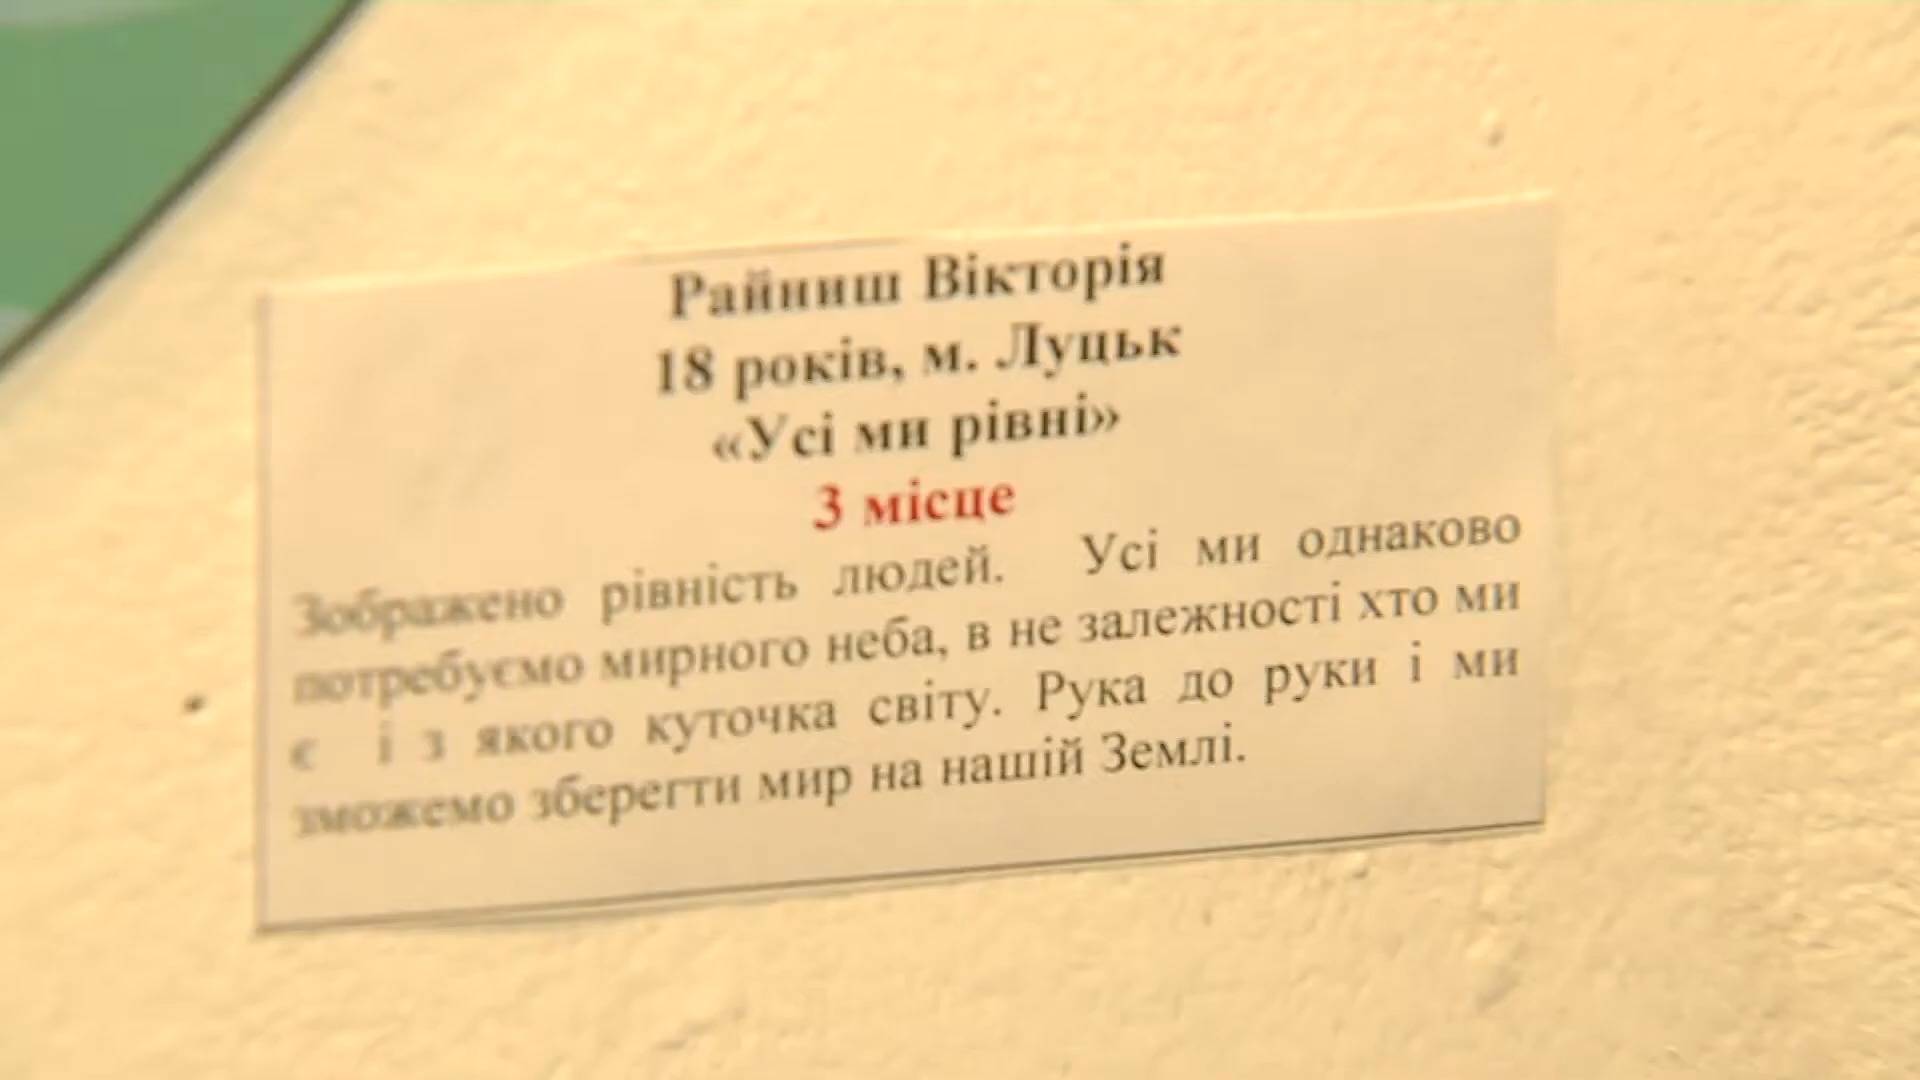 Райниш Вікторія
18 років, м. Луцьк
«Усі ми рівні»
3 місце
Зображено рівність людей. Усі ми однаково
потребуємо мирного неба, в не залежності хто ми
є і з якого куточка світу. Рука до руки і ми
зможемо зберегти мир на нашій Землі.